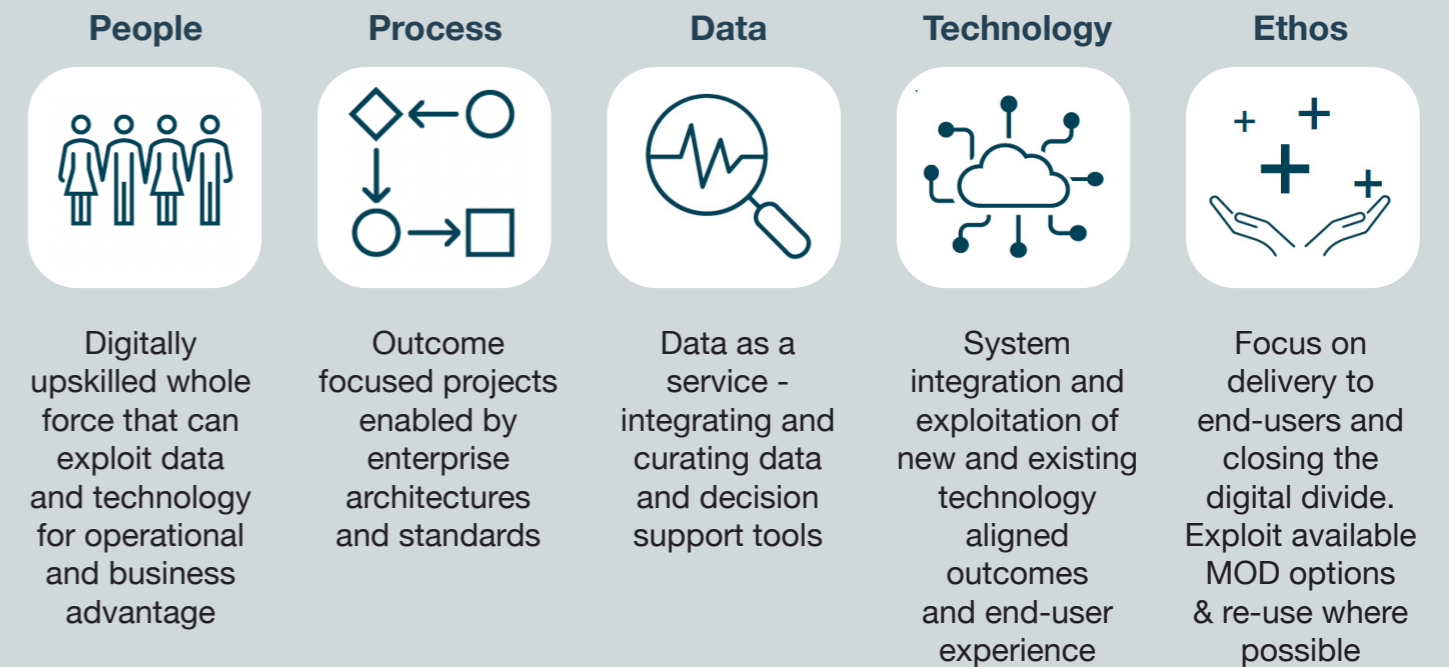 People
Digitally
upskilled whole
force that can
exploit data
and technology
for operational
and business
advantage
Process
Outcome
focused projects
enabled by
enterprise
architectures
and standards
Data
Data as a
service -
integrating and
curating data
and decision
support tools
Technology
System
integration and
exploitation of
new and existing
technology
aligned
outcomes
and end-user
experience
Ethos
Focus on
delivery to
end-users and
closing the
digital divide.
Exploit available
MOD options
& re-use where
possible